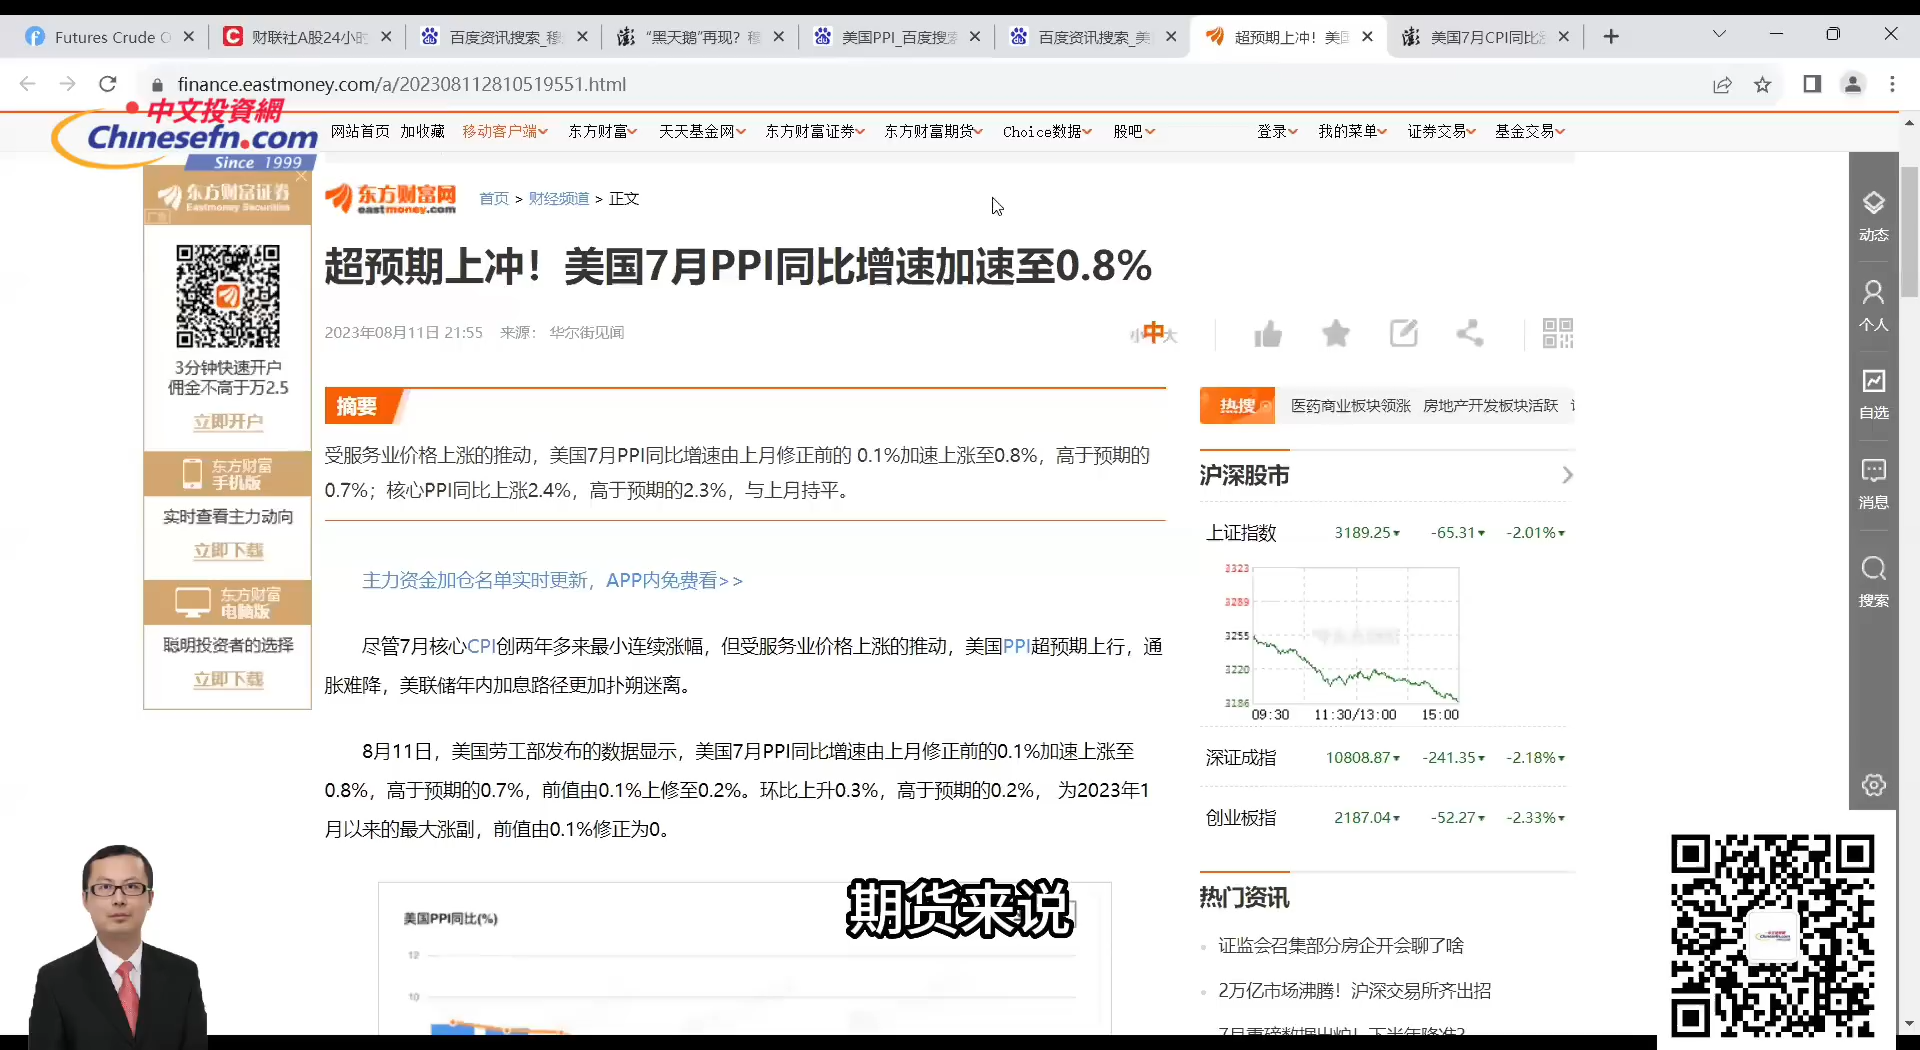 Futures Crude O
财联社A股24小时
百度资讯搜索_穆
"黑天鹅"再现？穆
美国PPI_百度搜索
百度资讯搜索_美
超预期上冲！美国
美国7月CPI同比
finance.eastmoney.com/a/202308112810519551.html
中文投資網
Chinesefn.com
Since 1999
网站首页 加收藏 移动客户端 东方财富 天天基金网 东方财富证券 东方财富期货 Choice数据 股吧 登录 我的菜单 证券交易 基金交易
东方财富证券
Eastmoney Securities
3分钟快速开户
佣金不高于万2.5
立即开户
东方财富
手机版
实时查看主力动向
立即下载
东方财富
电脑版
聪明投资者的选择
立即下载
东方财富网
eastmoney.com
首页 > 财经频道 > 正文
超预期上冲！美国7月PPI同比增速加速至0.8%
2023年08月11日 21:55 来源： 华尔街见闻
小 中 大
摘要
受服务业价格上涨的推动，美国7月PPI同比增速由上月修正前的 0.1%加速上涨至0.8%，高于预期的
0.7%；核心PPI同比上涨2.4%，高于预期的2.3%，与上月持平。
主力资金加仓名单实时更新，APP内免费看>>
尽管7月核心CPI创两年多来最小连续涨幅，但受服务业价格上涨的推动，美国PPI超预期上行，通
胀难降，美联储年内加息路径更加扑朔迷离。
8月11日，美国劳工部发布的数据显示，美国7月PPI同比增速由上月修正前的0.1%加速上涨至
0.8%，高于预期的0.7%，前值由0.1%上修至0.2%。环比上升0.3%，高于预期的0.2%， 为2023年1
月以来的最大涨副，前值由0.1%修正为0。
美国PPI同比(%)
12
10
期货来说
热搜 医药商业板块领涨 房地产开发板块活跃
沪深股市
上证指数 3189.25 -65.31 -2.01%
3323
3289
3255
3220
3186
09:30 11:30/13:00 15:00
深证成指 10808.87 -241.35 -2.18%
创业板指 2187.04 -52.27 -2.33%
热门资讯
证监会召集部分房企开会聊了啥
2万亿市场沸腾！沪深交易所齐出招
7月重磅数据出炉！下半年降准?
动态
个人
自选
消息
搜索